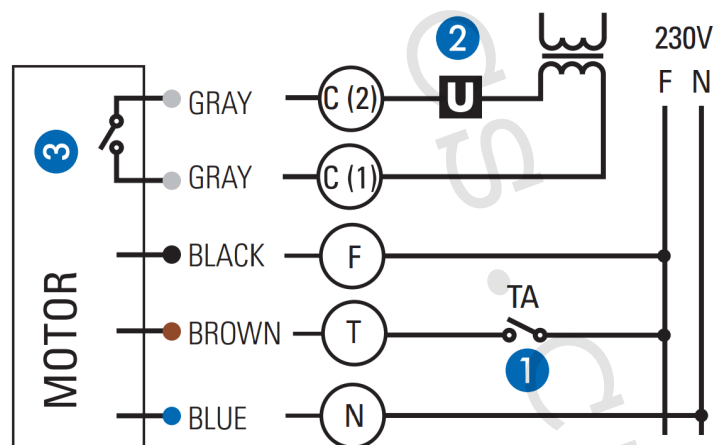 2
230V
F N
GRAY C (2) U
3
GRAY C (1)
BLACK F
TA
BROWN T
1
BLUE N
MOTOR